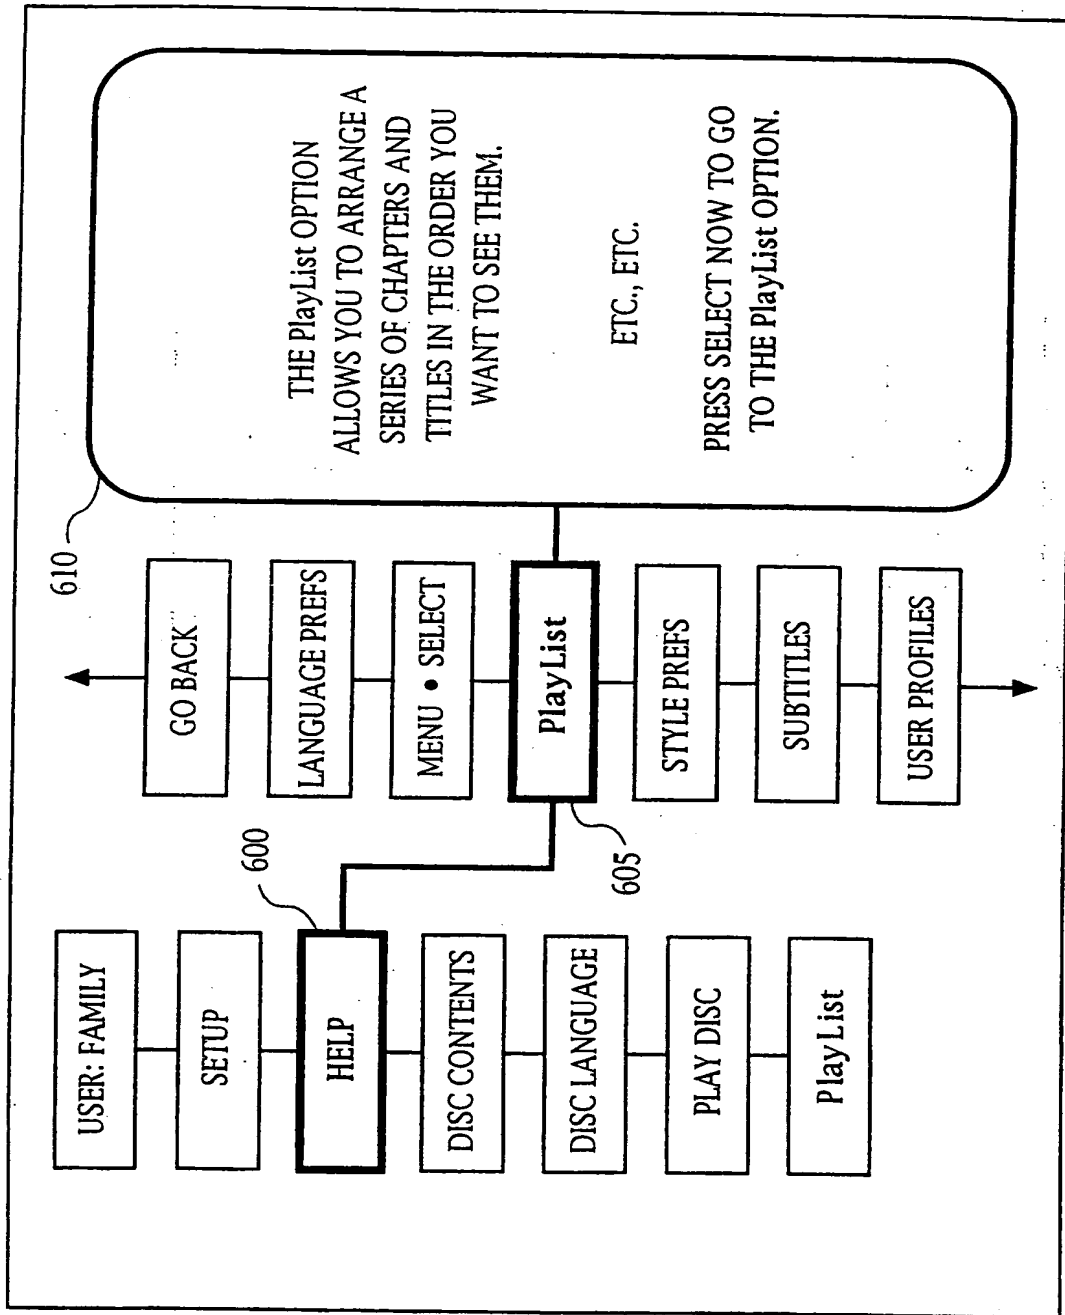 USER: FAMILY
SETUP
HELP
DISC CONTENTS
DISC LANGUAGE
PLAY DISC
PlayList
600
GO BACK
LANGUAGE PREFS
MENU • SELECT
PlayList
STYLE PREFS
SUBTITLES
USER PROFILES
605
610
THE PlayList OPTION
ALLOWS YOU TO ARRANGE A
SERIES OF CHAPTERS AND
TITLES IN THE ORDER YOU
WANT TO SEE THEM.
ETC., ETC.
PRESS SELECT NOW TO GO
TO THE PlayList OPTION.